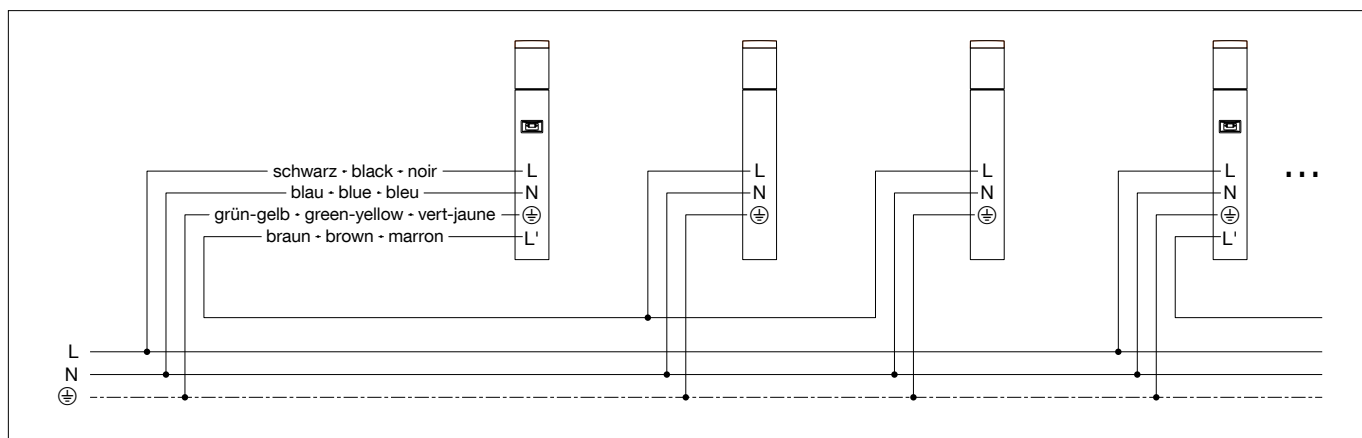 schwarz · black · noir L L L L ...
blau · blue · bleu N N N N
grün-gelb · green-yellow · vert-jaune
braun · brown · marron L' L'
L
N